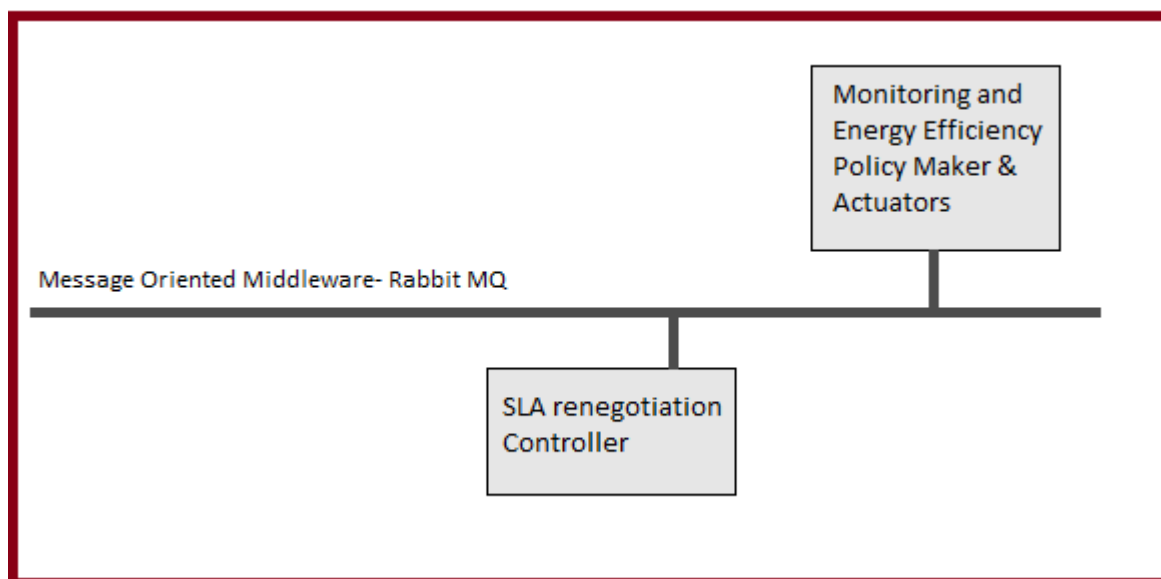 Monitoring and
Energy Efficiency
Policy Maker &
Actuators
Message Oriented Middleware- Rabbit MQ
SLA renegotiation
Controller